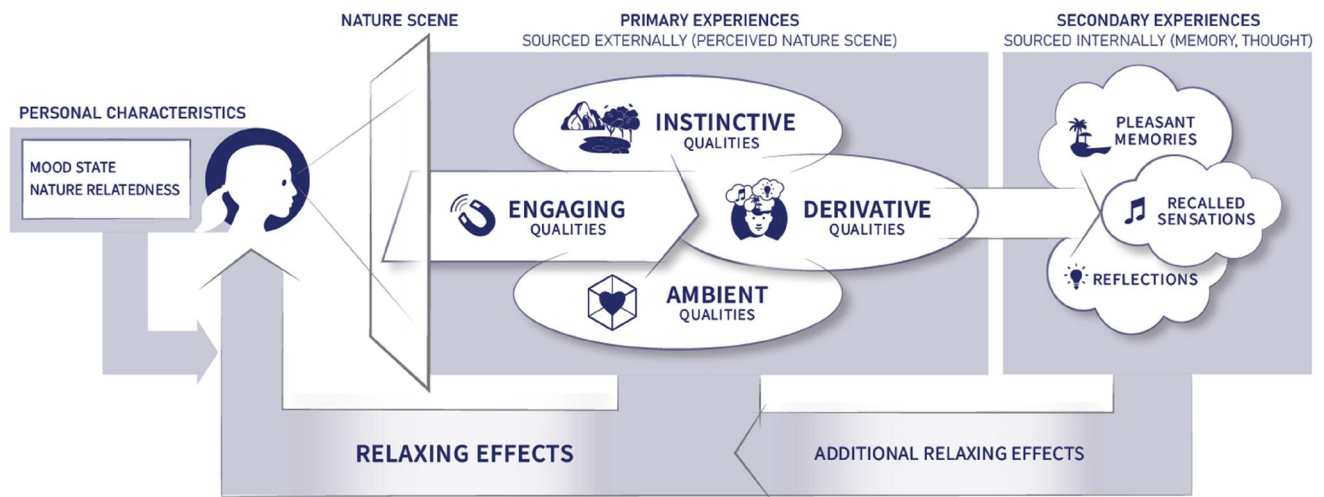 NATURE SCENE
PRIMARY EXPERIENCES
SOURCED EXTERNALLY (PERCEIVED NATURE SCENE)
SECONDARY EXPERIENCES
SOURCED INTERNALLY (MEMORY, THOUGHT)
PERSONAL CHARACTERISTICS
MOOD STATE
NATURE RELATEDNESS
INSTINCTIVE
QUALITIES
ENGAGING
QUALITIES
DERIVATIVE
QUALITIES
AMBIENT
QUALITIES
PLEASANT
MEMORIES
RECALLED
SENSATIONS
REFLECTIONS
RELAXING EFFECTS
ADDITIONAL RELAXING EFFECTS